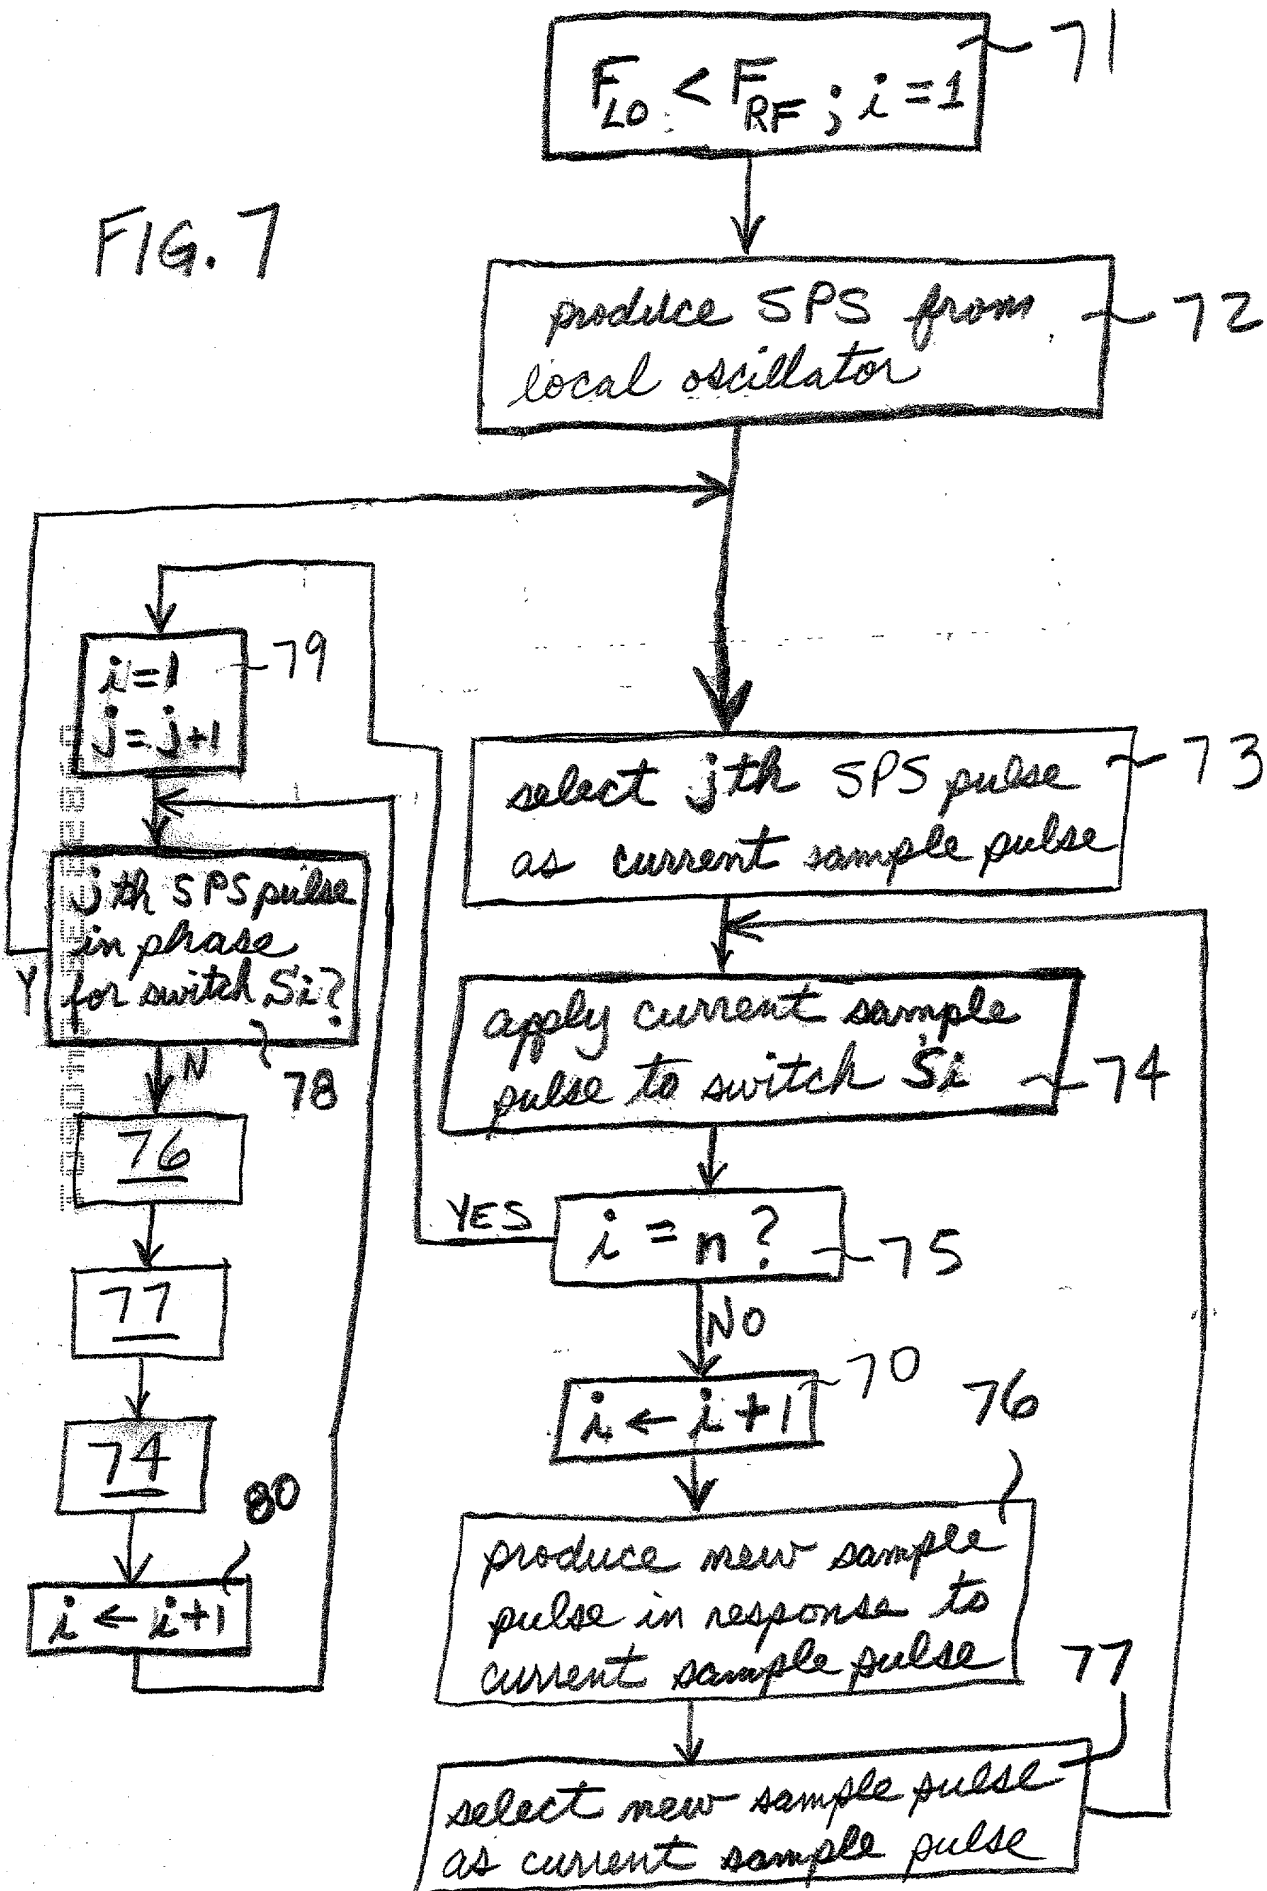 71
F_LO < F_RF ; i = 1
FIG. 7
72
produce SPS from
local oscillator
79
i = 1
j = j + 1
73
select jth SPS pulse
as current sample pulse
jth SPS pulse
in phase
for switch Si?
Y
N
78
apply current sample
pulse to switch Si
74
76
YES
i = n ?
75
77
NO
70
i ← i + 1
74
76
80
produce new sample
pulse in response to
current sample pulse
i ← i + 1
77
select new sample pulse
as current sample pulse